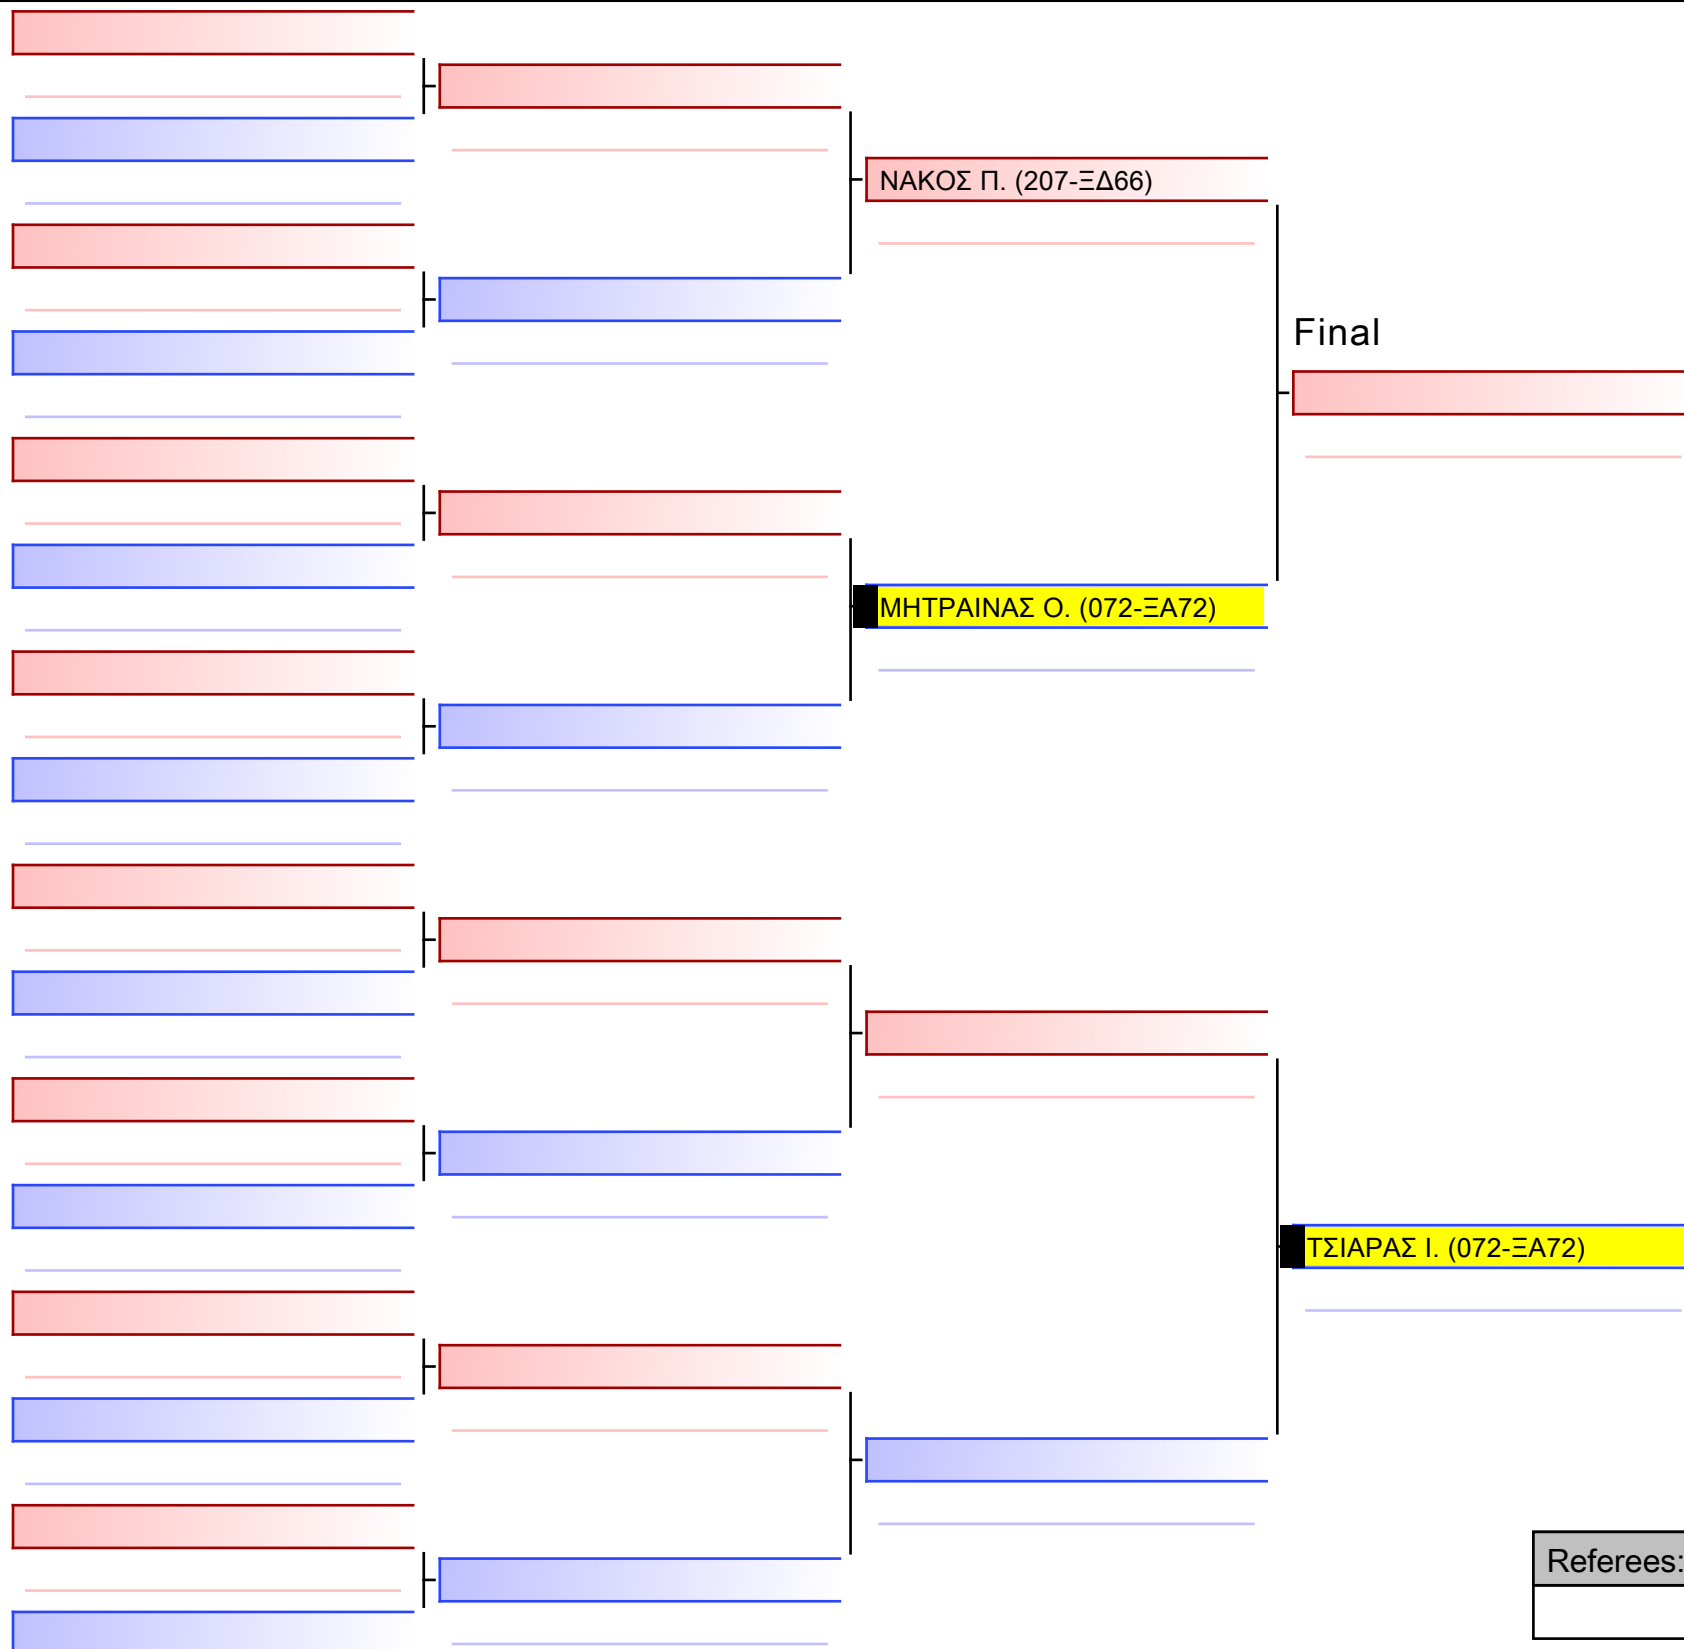 ΝΑΚΟΣ Π. (207-ΞΔ66)
Final
ΜΗΤΡΑΙΝΑΣ Ο. (072-ΞΑ72)
ΤΣΙΑΡΑΣ Ι. (072-ΞΑ72)
Referees: